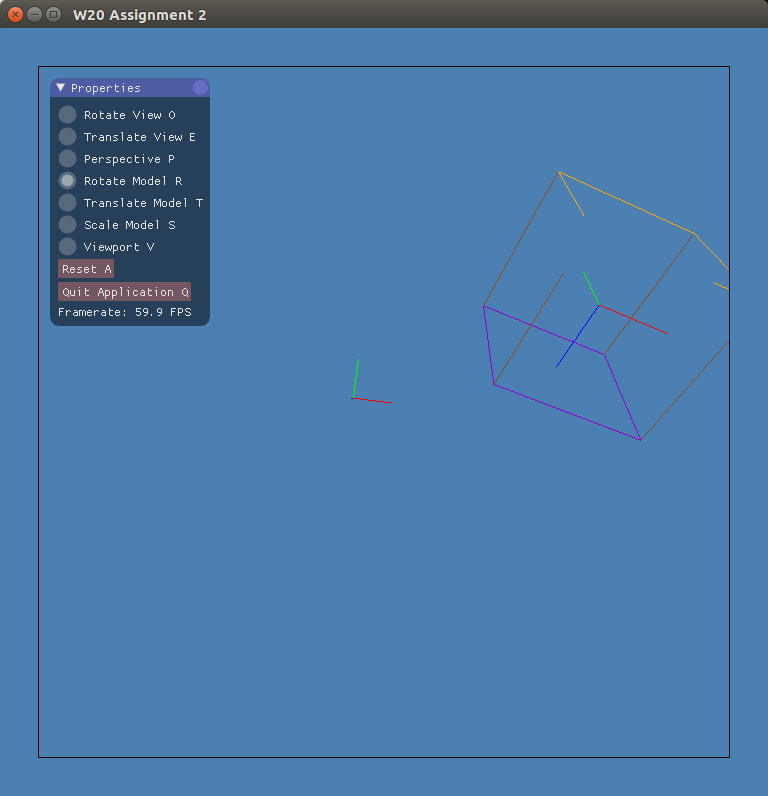 W20 Assignment 2
Properties
Rotate View O
Translate View E
Perspective P
Rotate Model R
Translate Model T
Scale Model S
Viewport V
Reset A
Quit Application Q
Framerate: 59.9 FPS